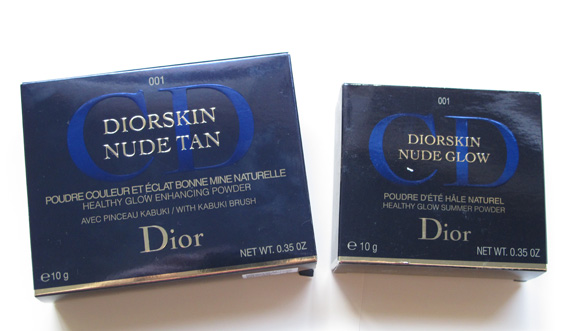 001
CD
DIORSKIN
NUDE TAN
POUDRE COULEUR ET ÉCLAT BONNE MINE NATURELLE
HEALTHY GLOW ENHANCING POWDER
AVEC PINCEAU KABUKI / WITH KABUKI BRUSH
Dior
℮ 10 g
NET WT. 0.35 OZ
001
CD
DIORSKIN
NUDE GLOW
POUDRE D'ÉTÉ HÂLE NATUREL
HEALTHY GLOW SUMMER POWDER
Dior
℮ 10 g
NET WT. 0.35 OZ